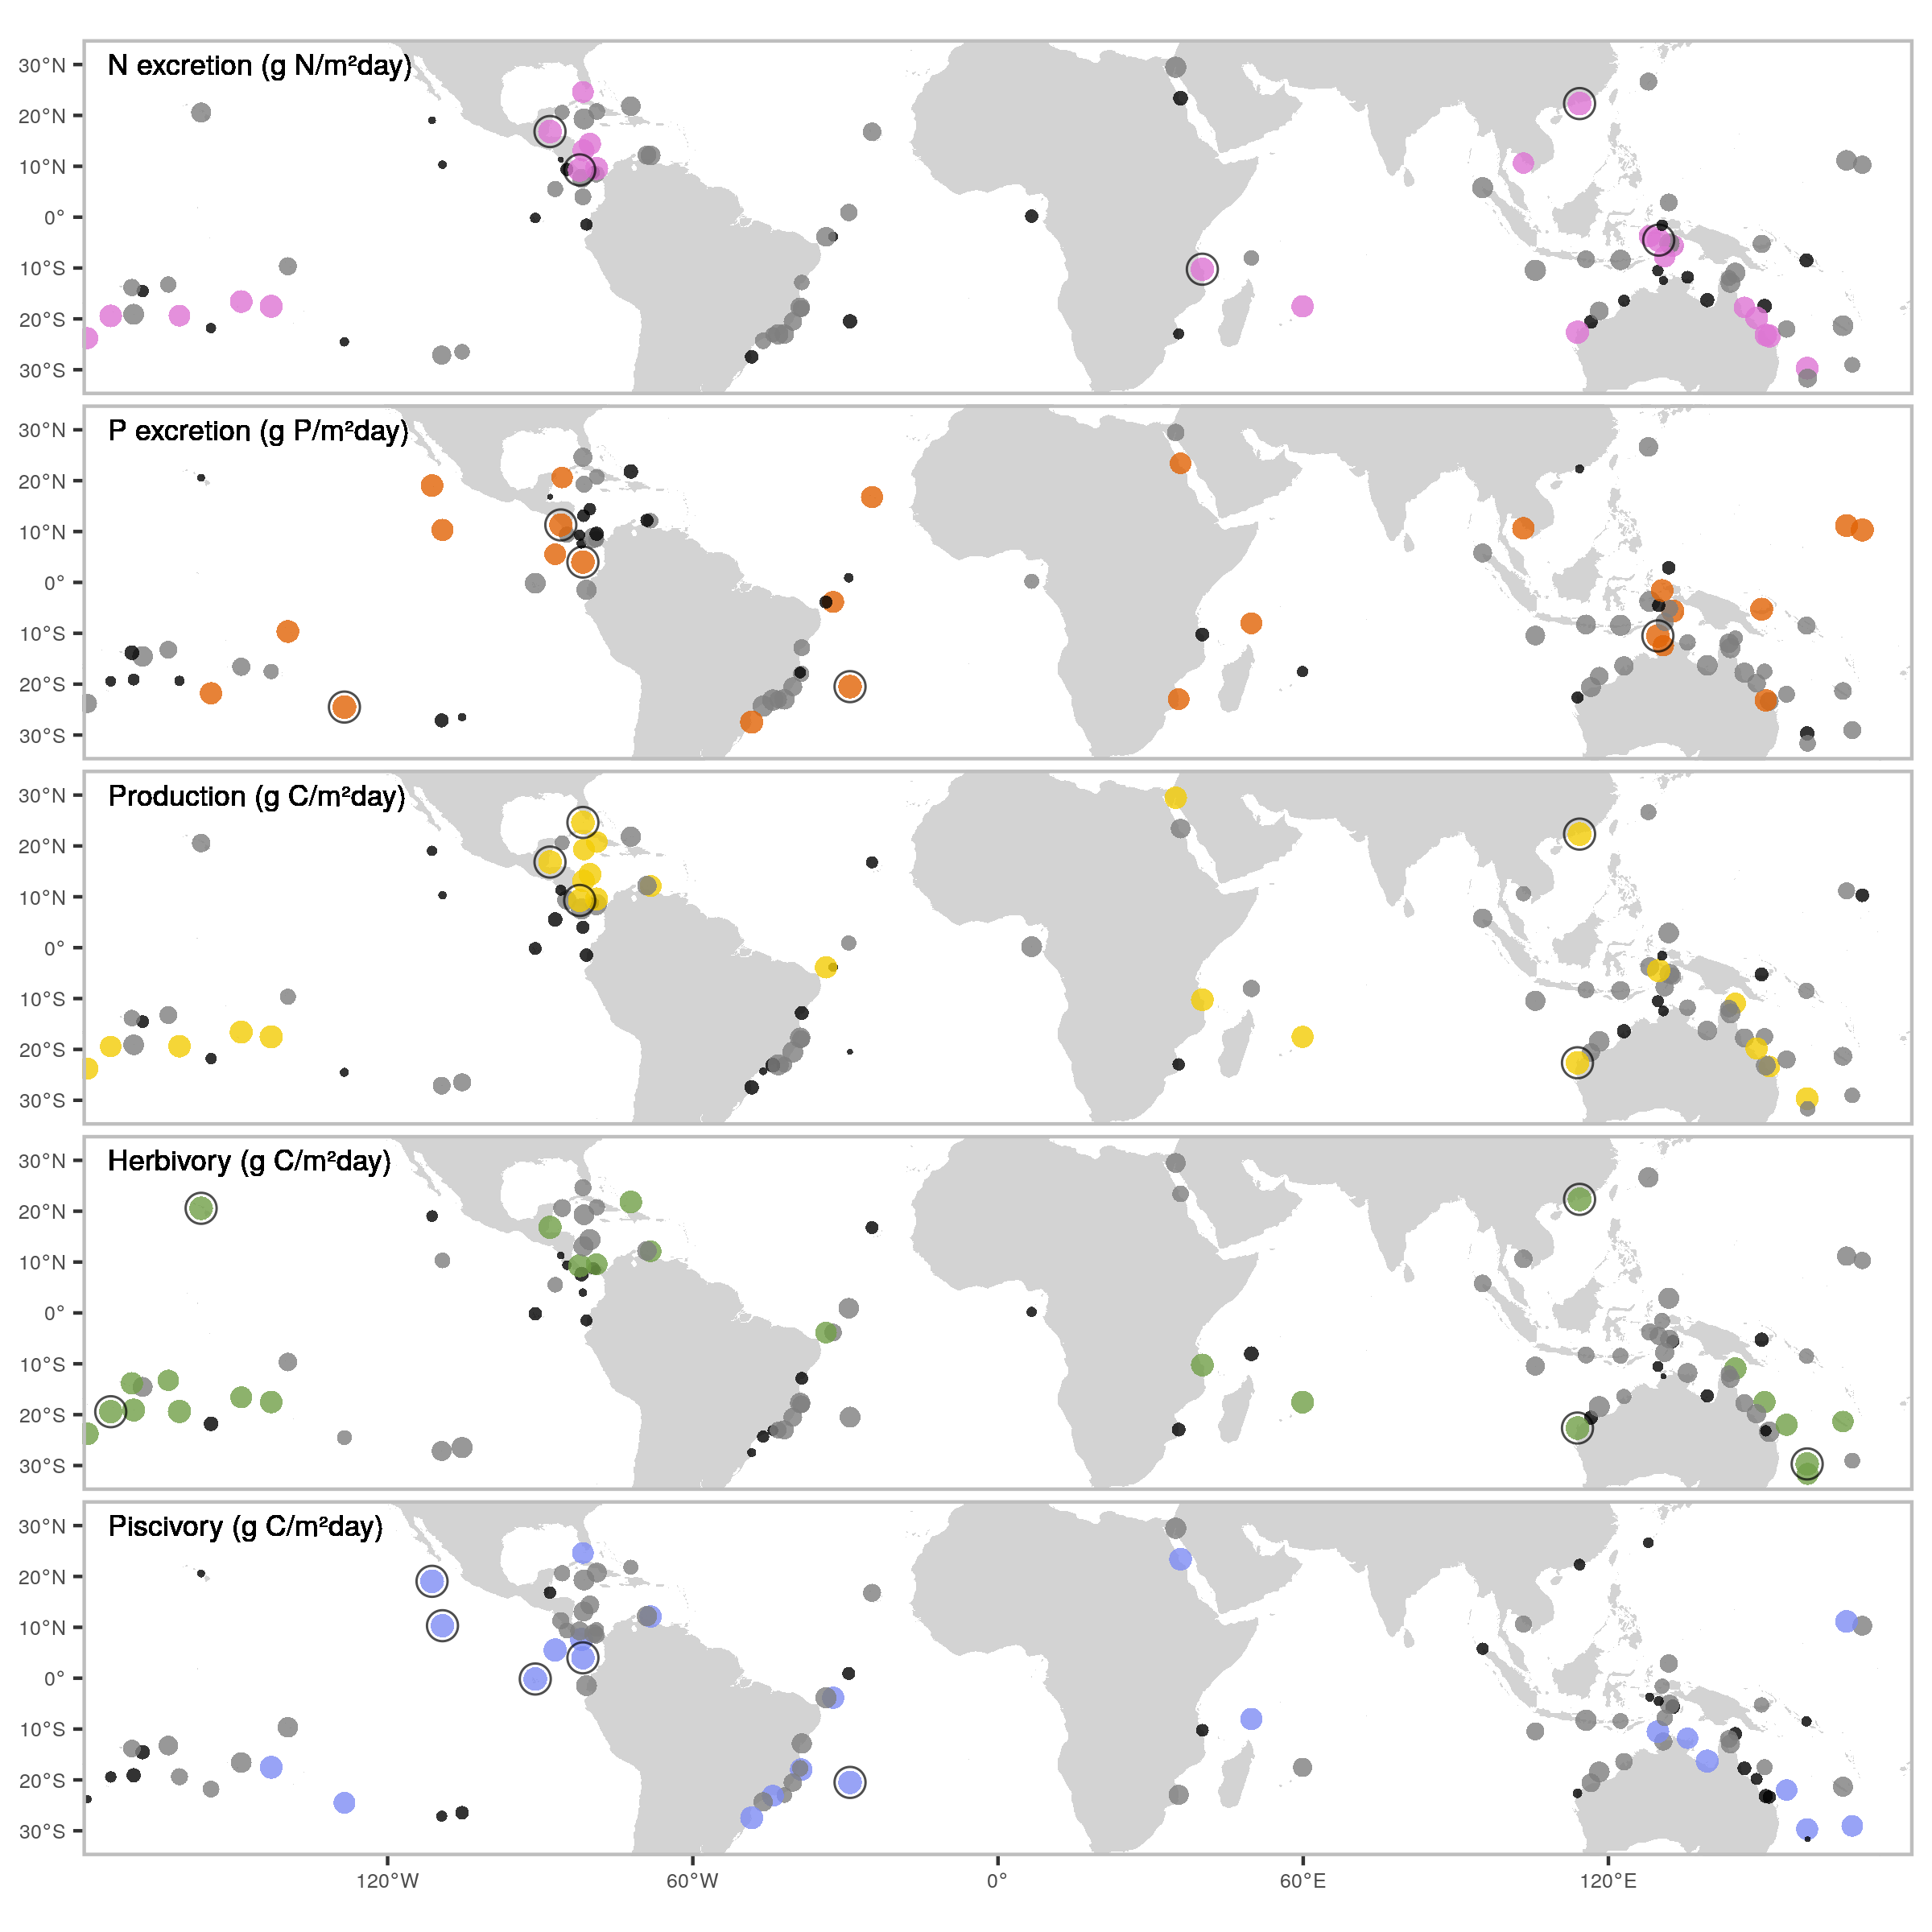 N excretion (g N/m²day)
30°N
20°N
10°N
0°
10°S
20°S
30°S
P excretion (g P/m²day)
30°N
20°N
10°N
0°
10°S
20°S
30°S
Production (g C/m²day)
30°N
20°N
10°N
0°
10°S
20°S
30°S
Herbivory (g C/m²day)
30°N
20°N
10°N
0°
10°S
20°S
30°S
Piscivory (g C/m²day)
30°N
20°N
10°N
0°
10°S
20°S
30°S
120°W 60°W 0° 60°E 120°E